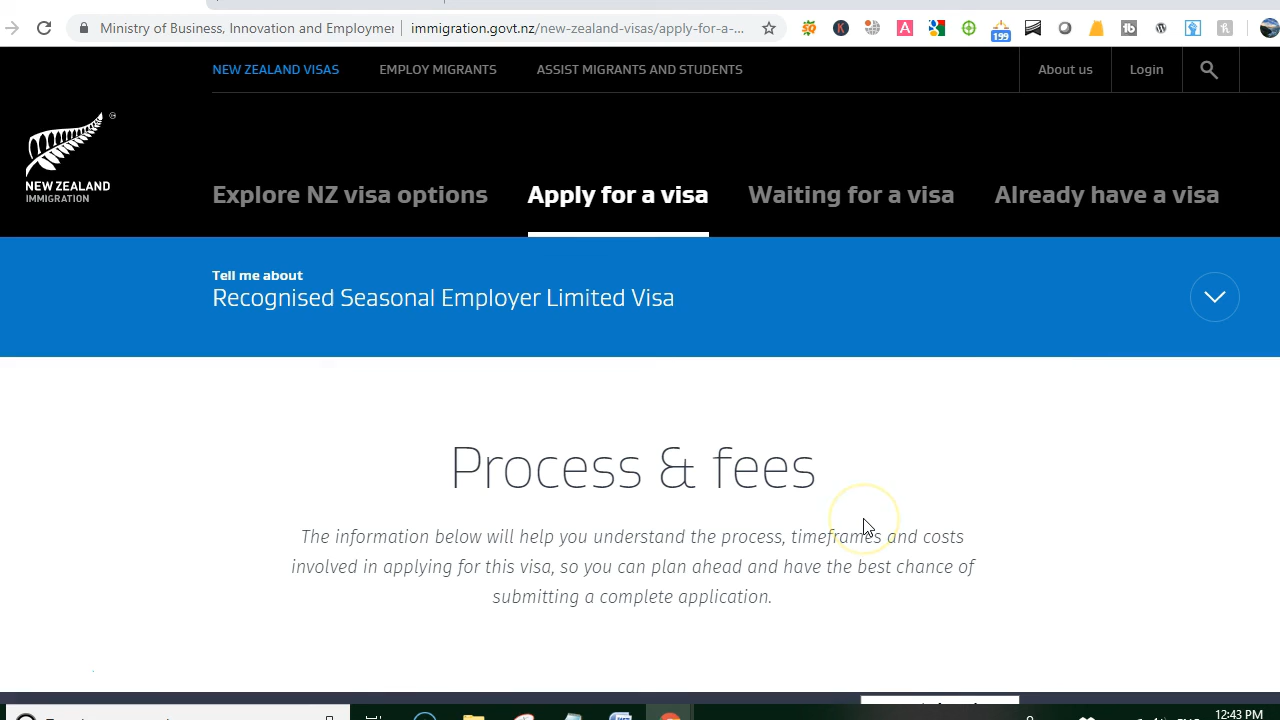 Ministry of Business, Innovation and Employmer immigration.govt.nz/new-zealand-visas/apply-for-a-...
199
NEW ZEALAND VISAS EMPLOY MIGRANTS ASSIST MIGRANTS AND STUDENTS About us Login
NEW ZEALAND
IMMIGRATION
Explore NZ visa options Apply for a visa Waiting for a visa Already have a visa
Tell me about
Recognised Seasonal Employer Limited Visa
Process & fees
The information below will help you understand the process, timeframes and costs
involved in applying for this visa, so you can plan ahead and have the best chance of
submitting a complete application.
12:43 PM